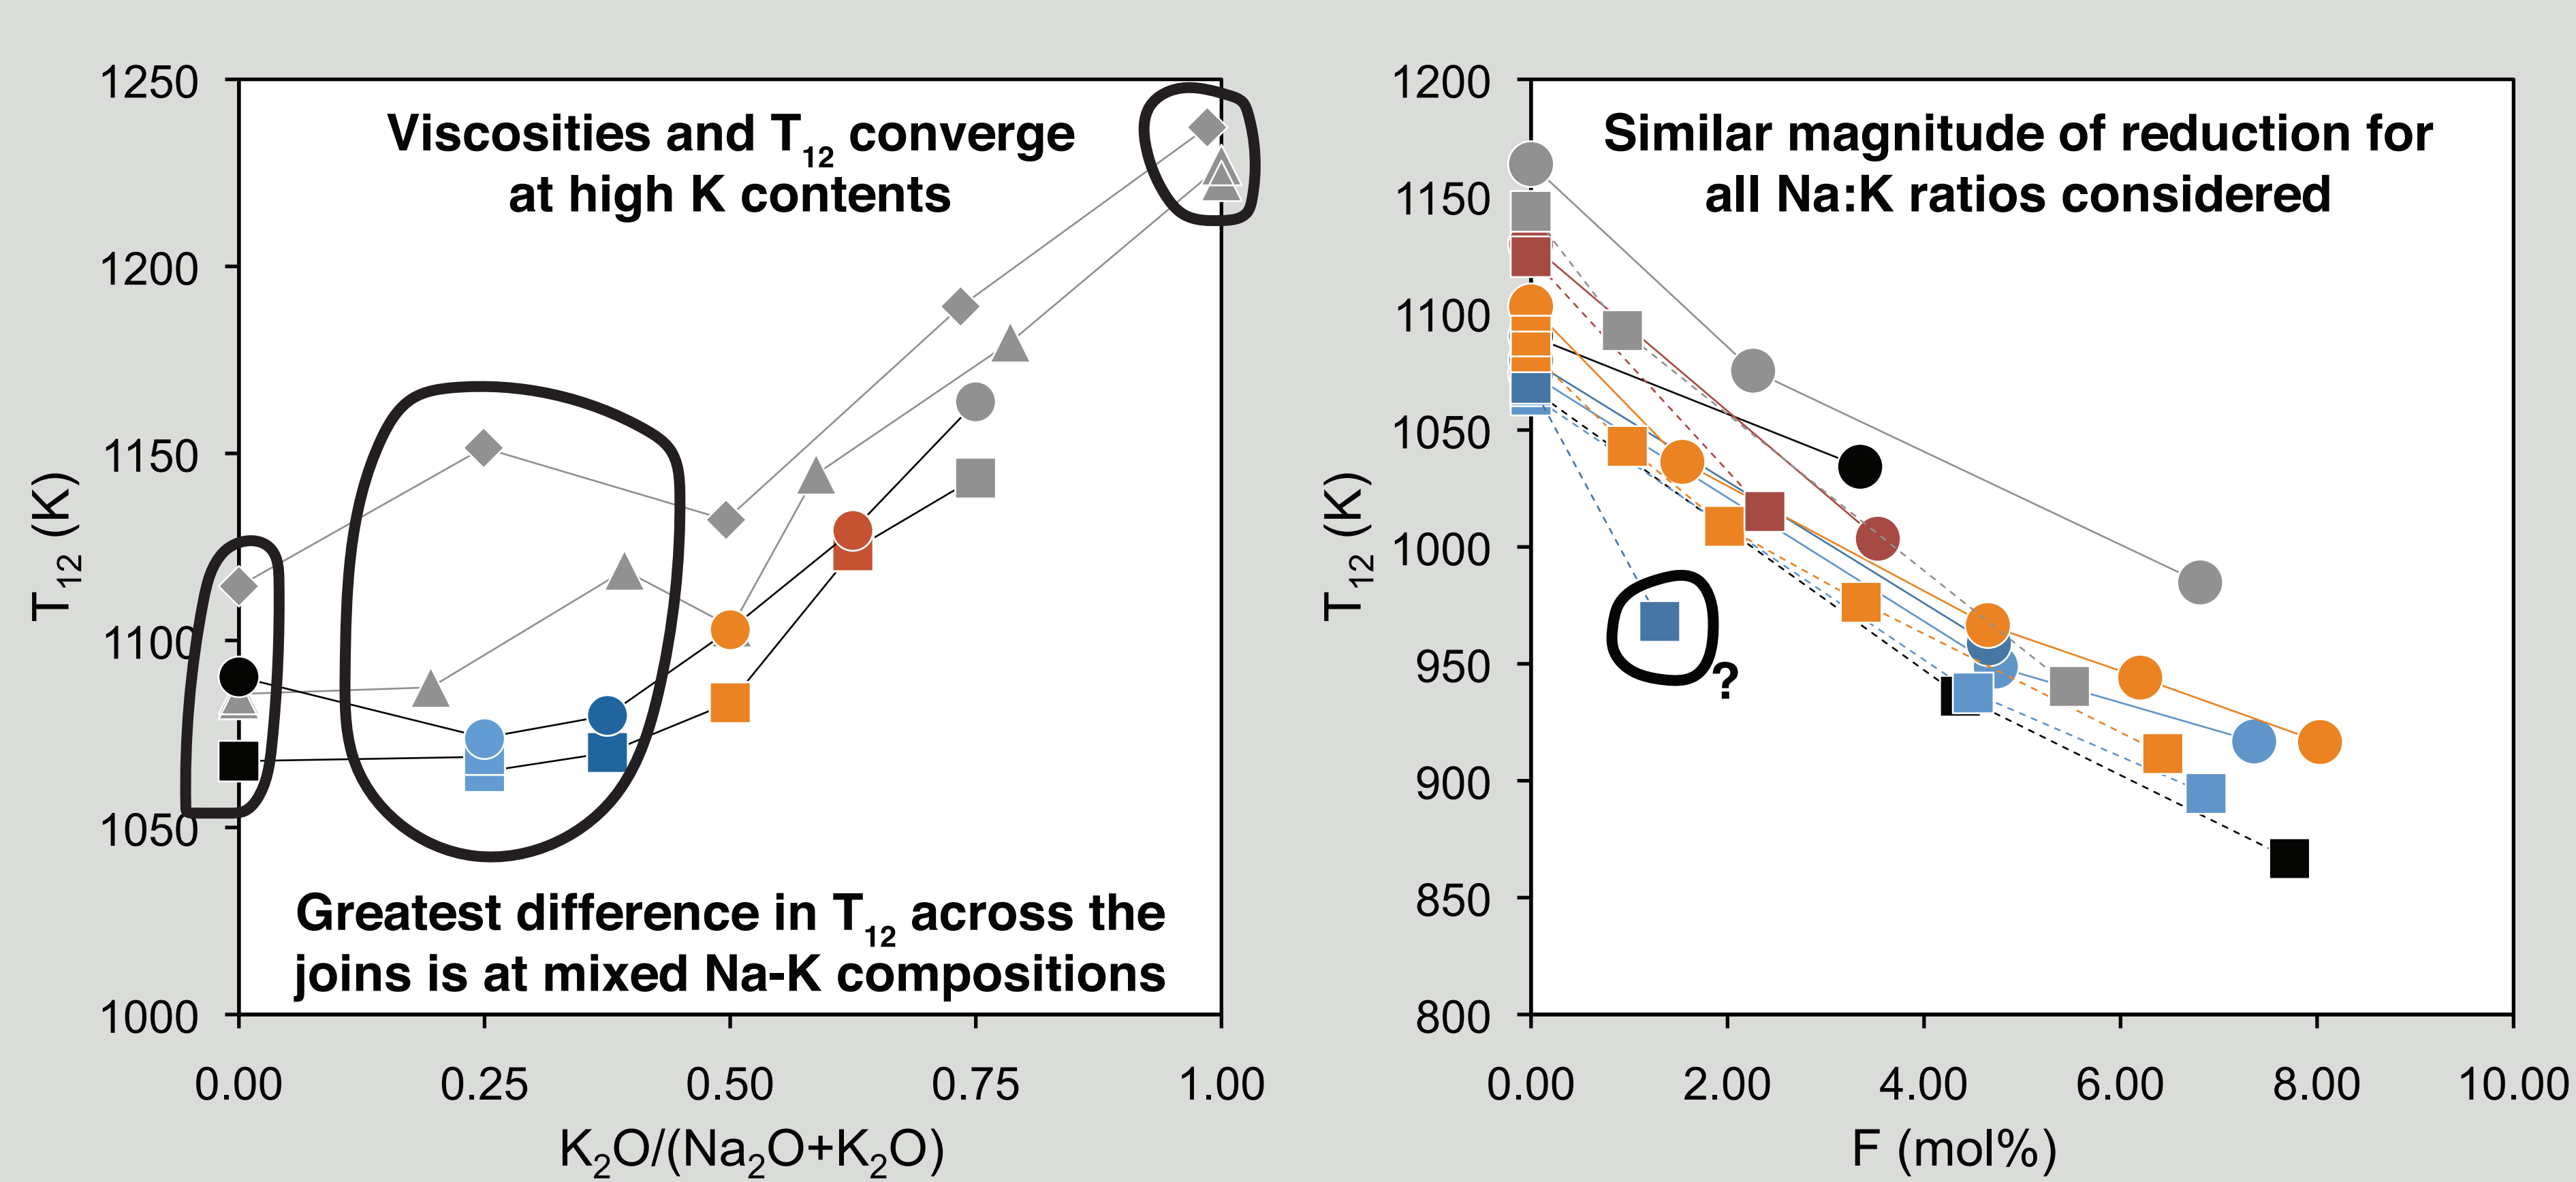 1250
1200
1150
1100
1050
1000
T₁₂ (K)
Viscosities and T₁₂ converge
at high K contents
Greatest difference in T₁₂ across the
joins is at mixed Na-K compositions
0.00 0.25 0.50 0.75 1.00
K₂O/(Na₂O+K₂O)
1200
1150
1100
1050
1000
950
900
850
800
T₁₂ (K)
Similar magnitude of reduction for
all Na:K ratios considered
?
0.00 2.00 4.00 6.00 8.00 10.00
F (mol%)